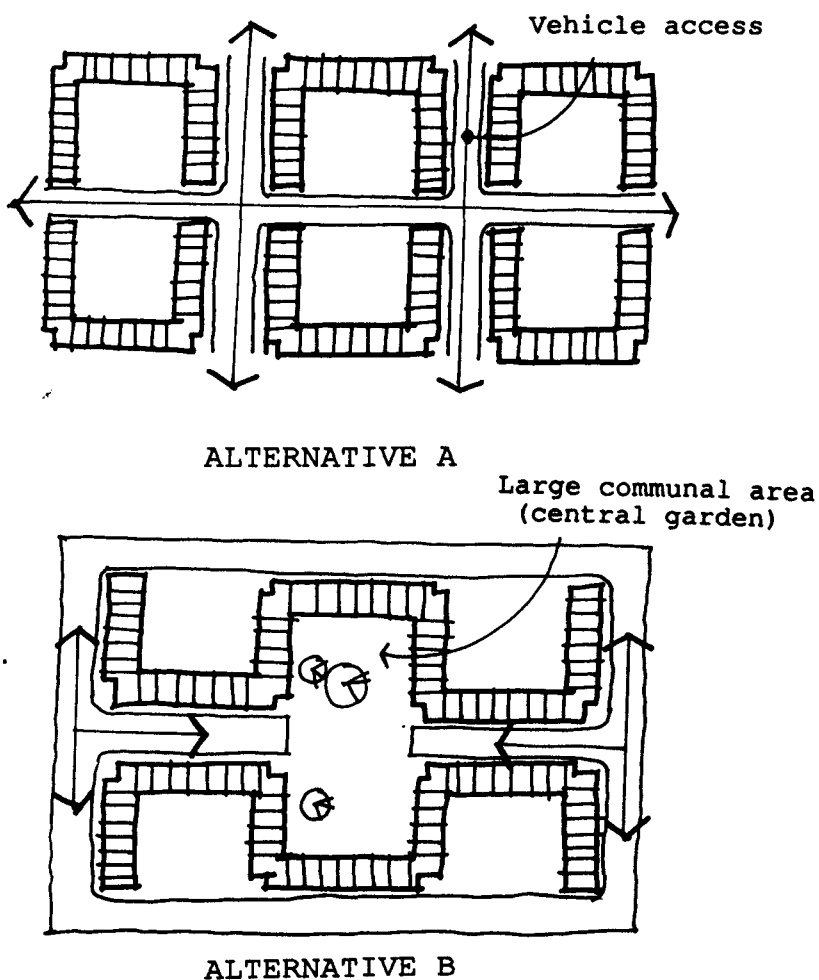 Vehicle access
ALTERNATIVE A
Large communal area
(central garden)
ALTERNATIVE B